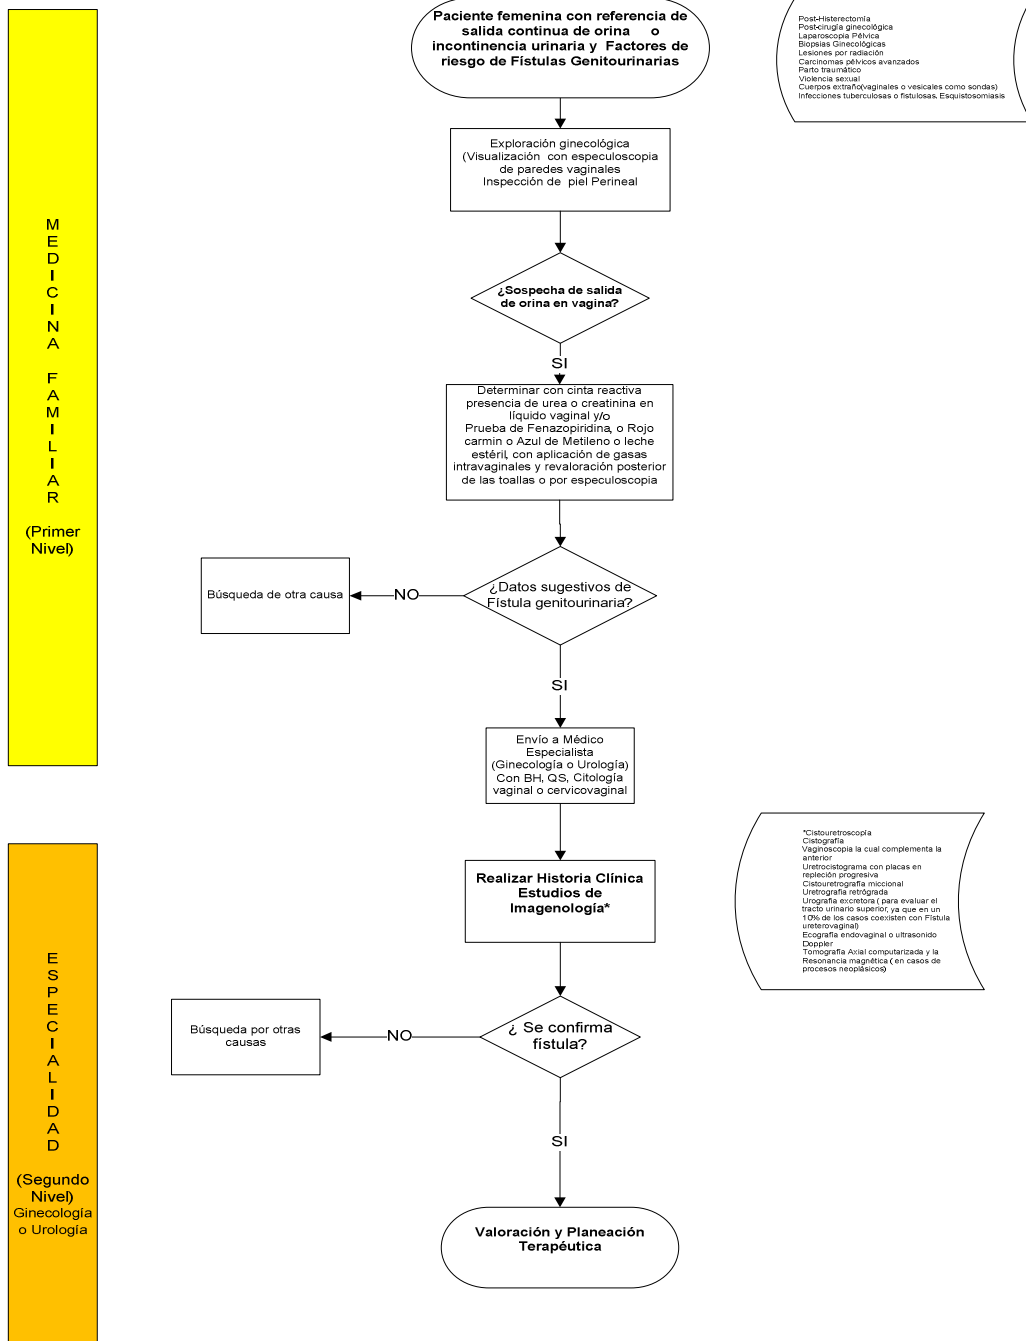 Paciente femenina con referencia de
salida continua de orina o
incontinencia urinaria y Factores de
riesgo de Fístulas Genitourinarias
Post-Histerectomía
Post-cirugía ginecológica
Laparoscopia Pélvica
Biopsias Ginecológicas
Lesiones por radiación
Carcinomas pélvicos avanzados
Parto traumático
Violencia sexual
Cuerpos extraño(vaginales o vesicales como sondas)
Infecciones tuberculosas o fistulosas. Esquistosomiasis
Exploración ginecológica
(Visualización con especuloscopia
de paredes vaginales
Inspección de piel Perineal
¿Sospecha de salida
de orina en vagina?
SI
Determinar con cinta reactiva
presencia de urea o creatinina en
líquido vaginal y/o
Prueba de Fenazopiridina, o Rojo
carmin o Azul de Metileno o leche
estéril, con aplicación de gasas
intravaginales y revaloración posterior
de las toallas o por especuloscopia
¿Datos sugestivos de
Fístula genitourinaria?
NO
Búsqueda de otra causa
SI
Envío a Médico
Especialista
(Ginecología o Urología)
Con BH, QS, Citología
vaginal o cervicovaginal
MEDICINA FAMILIAR
(Primer
Nivel)
Realizar Historia Clínica
Estudios de
Imagenología*
*Cistouretroscopía
Cistografía
Vaginoscopia la cual complementa la
anterior
Uretrocistograma con placas en
repleción progresiva
Cistouretrografía miccional
Uretrografía retrógrada
Urografía excretora ( para evaluar el
tracto urinario superior, ya que en un
10% de los casos coexisten con Fístula
ureterovaginal)
Ecografía endovaginal o ultrasonido
Doppler
Tomografía Axial computarizada y la
Resonancia magnética ( en casos de
procesos neoplásicos)
¿ Se confirma
fístula?
NO
Búsqueda por otras
causas
SI
Valoración y Planeación
Terapéutica
ESPECIALIDAD
(Segundo
Nivel)
Ginecología
o Urología